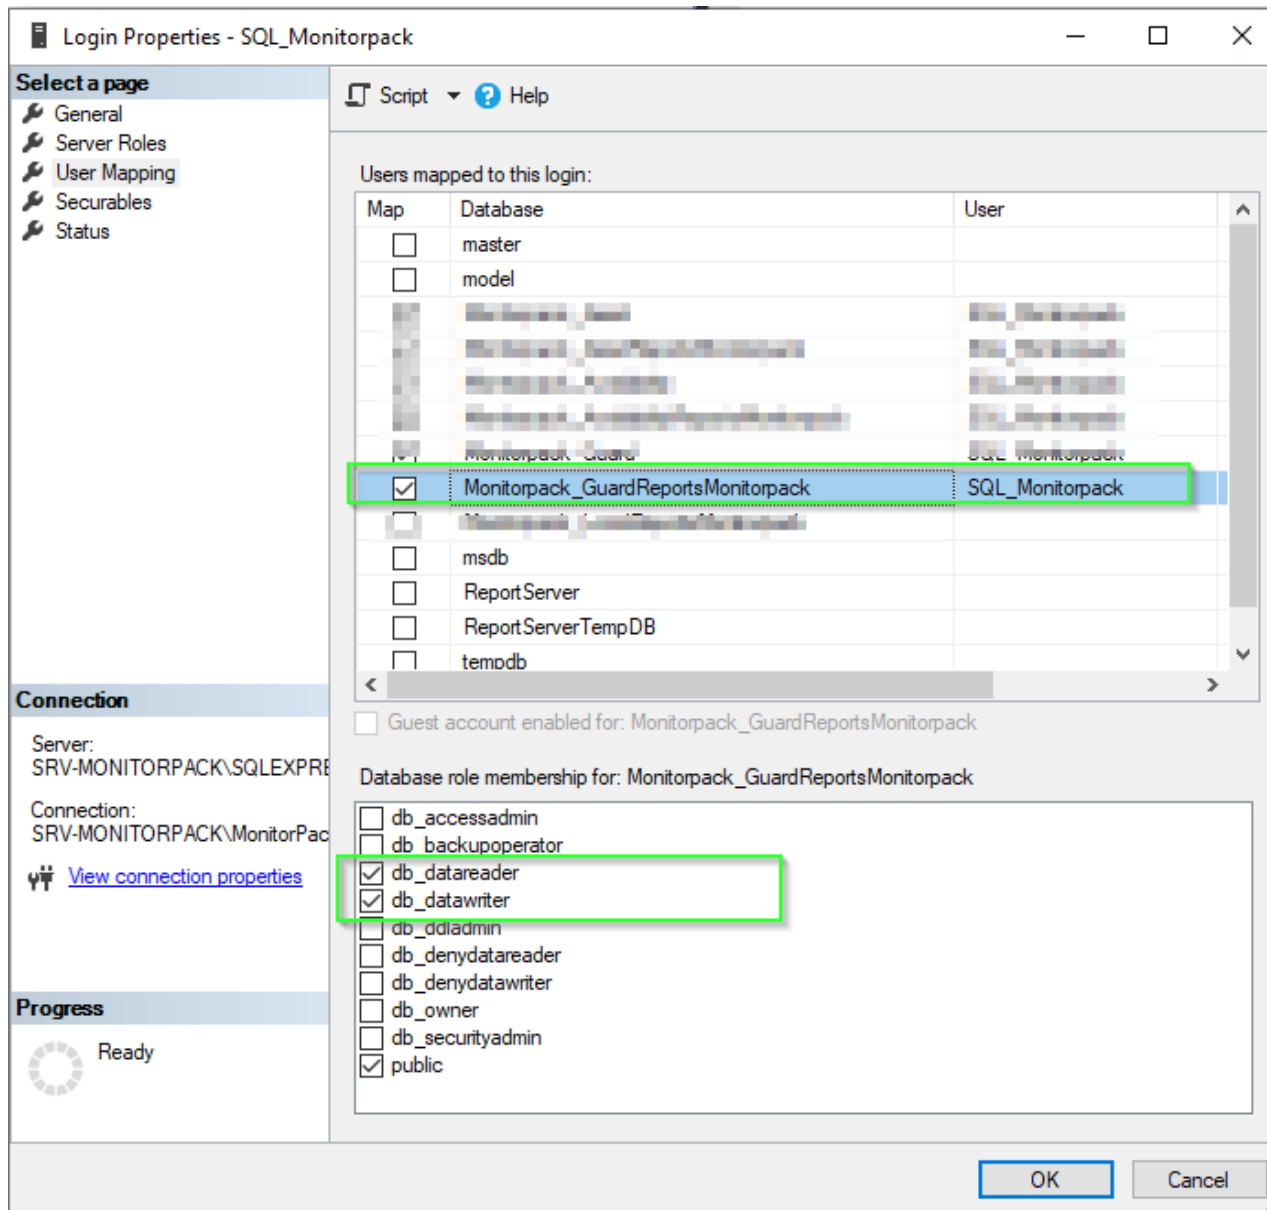 Login Properties - SQL_Monitorpack
Select a page
General
Server Roles
User Mapping
Securables
Status
Script
Help
Users mapped to this login:
Map Database User
master
model
Monitorpack_Guard SQL_Monitorpack
Monitorpack_GuardReportsMonitorpack SQL_Monitorpack
msdb
ReportServer
ReportServerTempDB
tempdb
Guest account enabled for: Monitorpack_GuardReportsMonitorpack
Connection
Server:
SRV-MONITORPACK\SQLEXPRE
Connection:
SRV-MONITORPACK\MonitorPac
View connection properties
Database role membership for: Monitorpack_GuardReportsMonitorpack
db_accessadmin
db_backupoperator
db_datareader
db_datawriter
db_ddladmin
db_denydatareader
db_denydatawriter
db_owner
db_securityadmin
public
Progress
Ready
OK
Cancel